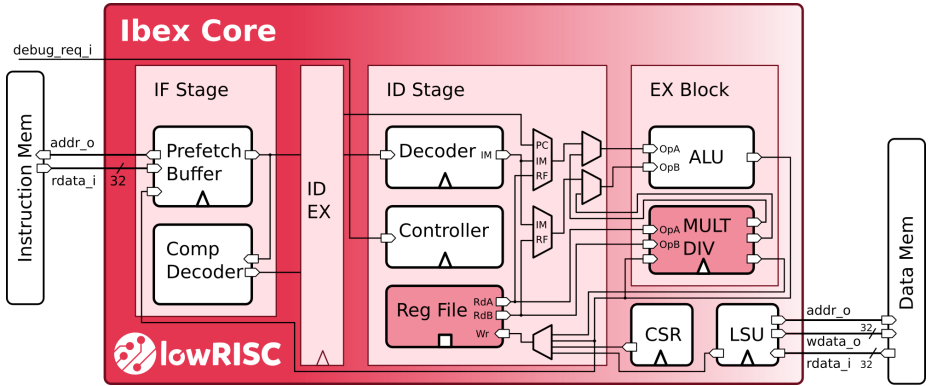 Ibex Core
debug_req_i
IF Stage
ID Stage
EX Block
Instruction Mem
addr_o
rdata_i
32
Prefetch
Buffer
Comp
Decoder
ID
EX
Decoder
IM
Controller
Reg File
RdA
RdB
Wr
PC
IM
RF
IM
RF
OpA
OpB
ALU
OpA
OpB
MULT
DIV
CSR
LSU
addr_o
32
wdata_o
rdata_i
32
Data Mem
lowRISC